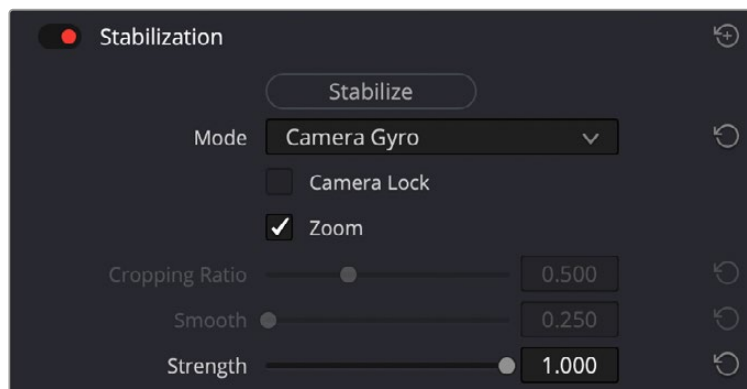 Stabilization
Stabilize
Mode Camera Gyro
Camera Lock
Zoom
Cropping Ratio 0.500
Smooth 0.250
Strength 1.000